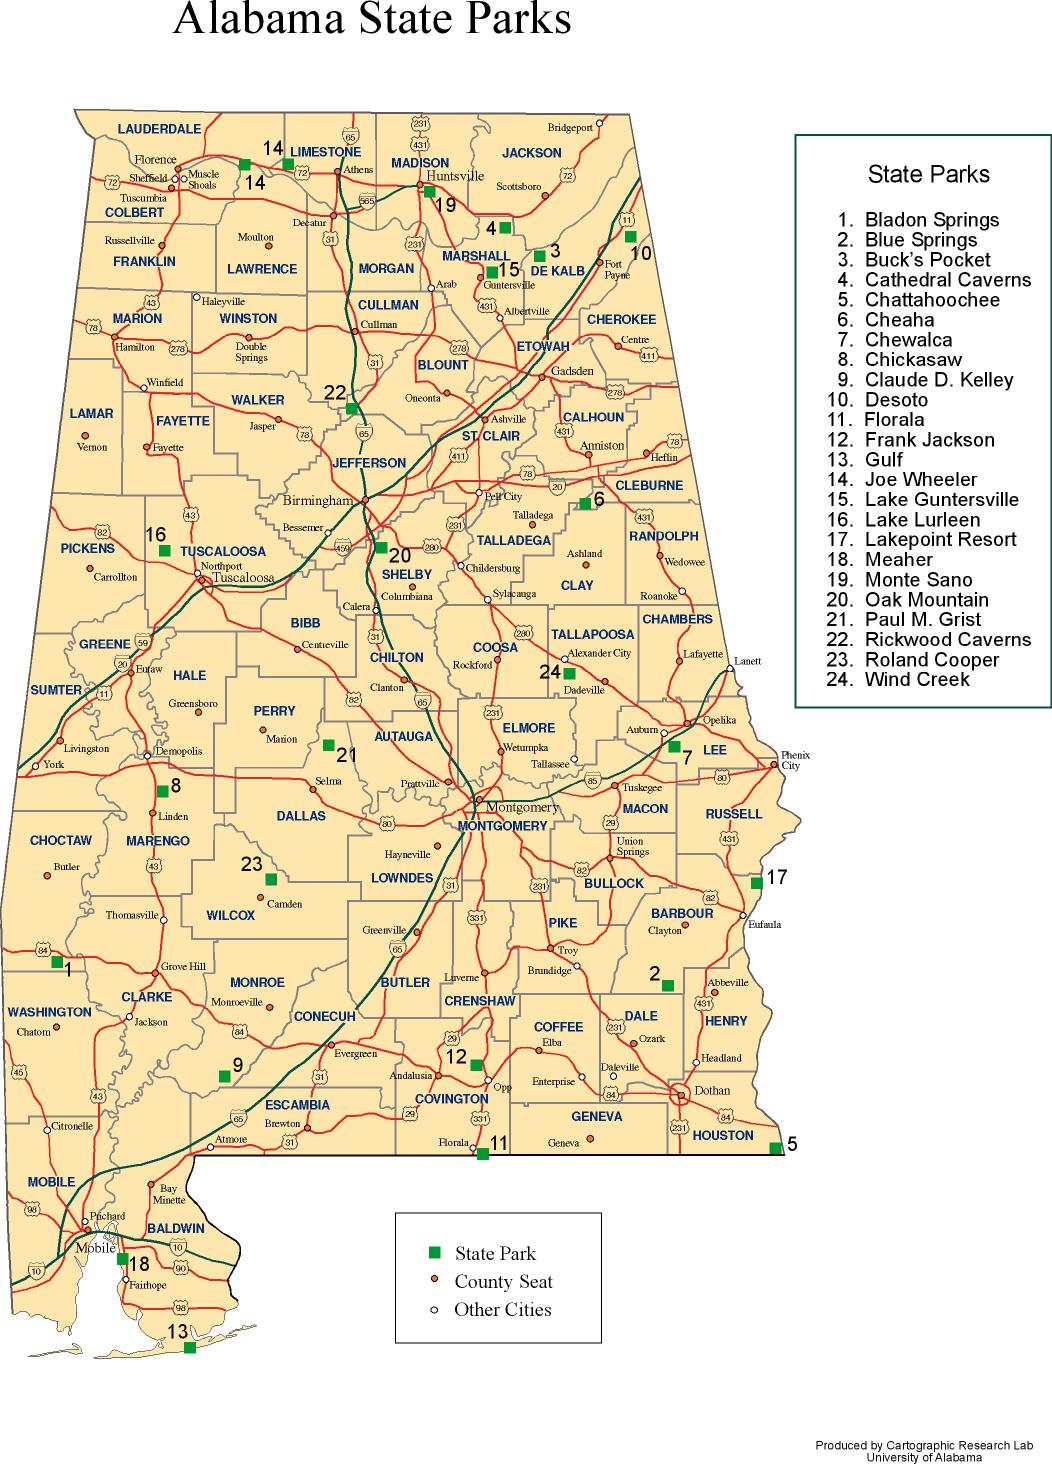 Alabama State Parks
State Parks
1. Bladon Springs
2. Blue Springs
3. Buck's Pocket
4. Cathedral Caverns
5. Chattahoochee
6. Cheaha
7. Chewalca
8. Chickasaw
9. Claude D. Kelley
10. Desoto
11. Florala
12. Frank Jackson
13. Gulf
14. Joe Wheeler
15. Lake Guntersville
16. Lake Lurleen
17. Lakepoint Resort
18. Meaher
19. Monte Sano
20. Oak Mountain
21. Paul M. Grist
22. Rickwood Caverns
23. Roland Cooper
24. Wind Creek
LAUDERDALE
231
65
Bridgeport
14
LIMESTONE
431
JACKSON
Florence
MADISON
Sheffield
Muscle
Shoals
14
72
Athens
Huntsville
72
72
Tuscumbia
19
Scottsboro
COLBERT
565
Decatur
4
11
Russellville
Moulton
31
231
3
10
FRANKLIN
LAWRENCE
MORGAN
MARSHALL
15
DE KALB
Fort
Payne
Guntersville
Arab
Haleyville
43
CULLMAN
431
Albertville
MARION
WINSTON
CHEROKEE
78
Cullman
Hamilton
278
Double
Springs
278
ETOWAH
Centre
411
31
BLOUNT
Gadsden
Winfield
22
Oneonta
278
WALKER
LAMAR
FAYETTE
Jasper
78
65
Ashville
CALHOUN
431
ST. CLAIR
Vernon
Fayette
Anniston
78
411
Heflin
JEFFERSON
78
20
CLEBURNE
Birmingham
Pell City
6
43
Talladega
431
82
Bessemer
231
16
459
20
280
TALLADEGA
RANDOLPH
PICKENS
TUSCALOOSA
Northport
Tuscaloosa
Ashland
Wedowee
Carrollton
SHELBY
Columbiana
Childersburg
CLAY
Sylacauga
Roanoke
Calera
BIBB
31
280
TALLAPOOSA
CHAMBERS
GREENE
59
Centreville
COOSA
20
CHILTON
Rockford
Alexander City
Lafayette
Lanett
Eutaw
HALE
24
Dadeville
SUMTER
11
Clanton
82
65
Greensboro
PERRY
231
ELMORE
Opelika
Marion
AUTAUGA
Auburn
Livingston
Demopolis
21
Wetumpka
Tallassee
7
LEE
Phenix
City
York
Selma
Prattville
85
80
8
Tuskegee
Montgomery
Linden
DALLAS
80
MONTGOMERY
MACON
29
RUSSELL
CHOCTAW
MARENGO
Union
Springs
431
Butler
43
23
Hayneville
82
17
LOWNDES
31
231
BULLOCK
82
Camden
Thomasville
WILCOX
331
PIKE
BARBOUR
Eufaula
Greenville
Clayton
84
65
Troy
1
Grove Hill
Brundidge
2
MONROE
BUTLER
Luverne
Abbeville
CLARKE
Monroeville
CRENSHAW
431
WASHINGTON
Jackson
CONECUH
DALE
HENRY
Chatom
84
COFFEE
231
29
Elba
Ozark
Evergreen
12
9
Headland
45
31
Andalusia
Opp
Enterprise
Daleville
43
84
Dothan
ESCAMBIA
COVINGTON
65
29
331
GENEVA
84
Citronelle
Brewton
231
Atmore
31
Florala
11
Geneva
HOUSTON
5
MOBILE
Bay
Minette
98
Prichard
BALDWIN
Mobile
10
18
10
90
Fairhope
98
13
State Park
County Seat
Other Cities
Produced by Cartographic Research Lab
University of Alabama